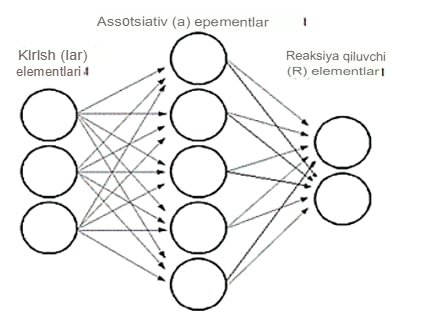 Assotsiativ (a) epementlar I
KIrIsh (lar)
elementlari I
Reaksiya qiluvchi
(R) elementlar I